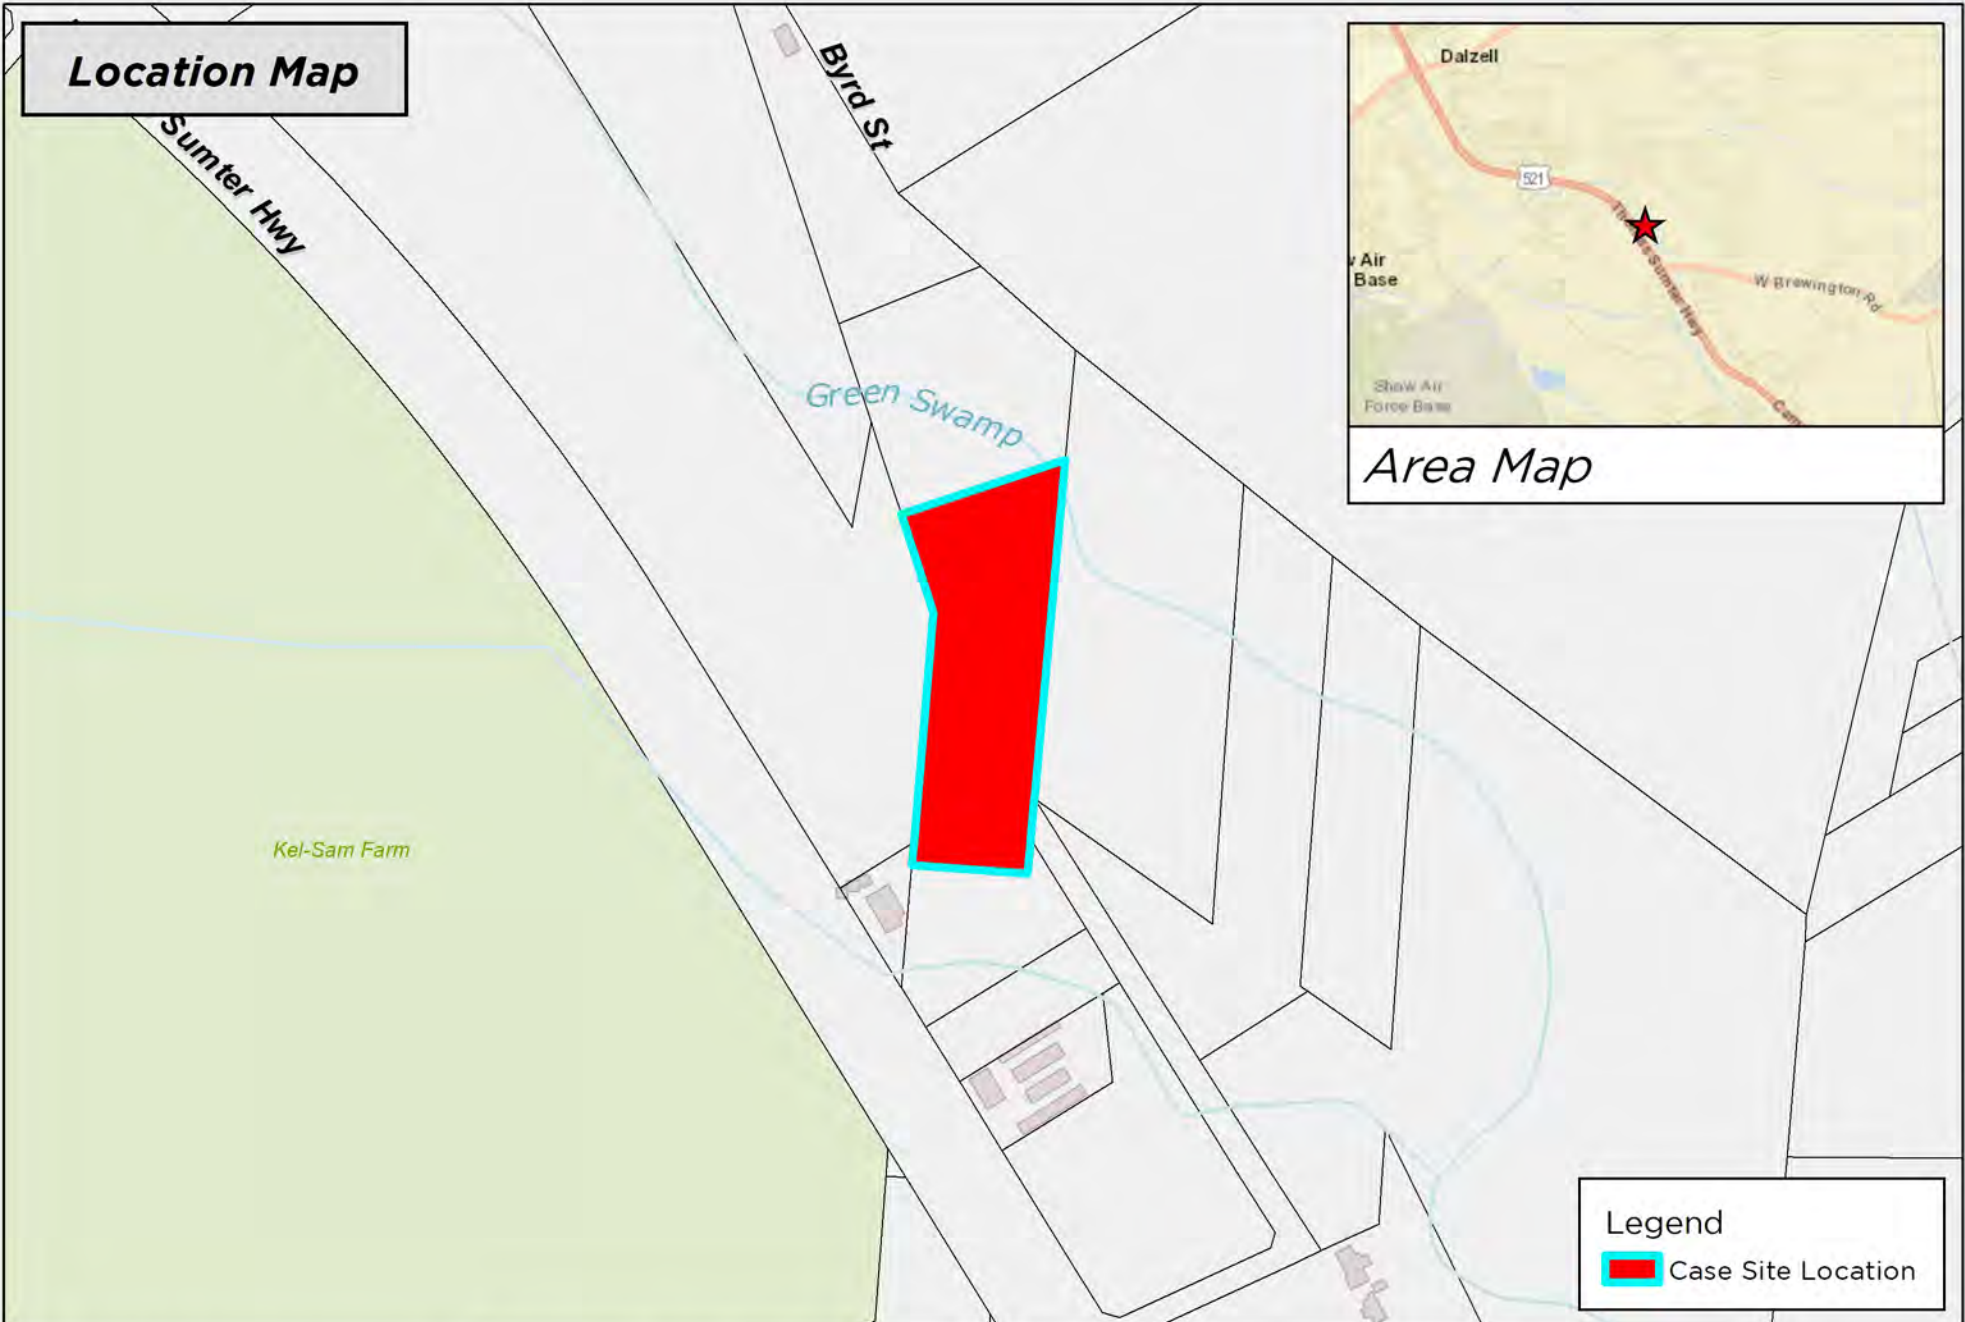 Location Map
Sumter Hwy
Byrd St
Green Swamp
Kel-Sam Farm
Dalzell
521
Sumter Hwy
W Brewington Rd
Air
Base
Shaw Air
Force Base
Area Map
Legend
Case Site Location